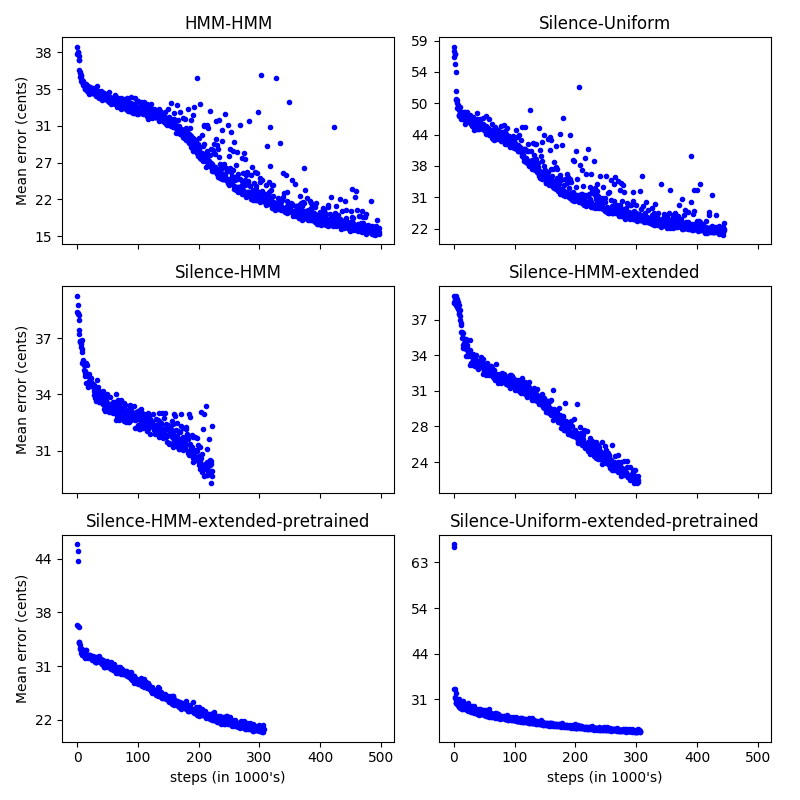 HMM-HMM
Mean error (cents)
38
35
31
27
22
15
Silence-Uniform
59
54
50
44
38
31
22
Silence-HMM
Mean error (cents)
37
34
31
Silence-HMM-extended
37
34
31
28
24
Silence-HMM-extended-pretrained
Mean error (cents)
44
38
31
22
0 100 200 300 400 500
steps (in 1000's)
Silence-Uniform-extended-pretrained
63
54
44
31
0 100 200 300 400 500
steps (in 1000's)